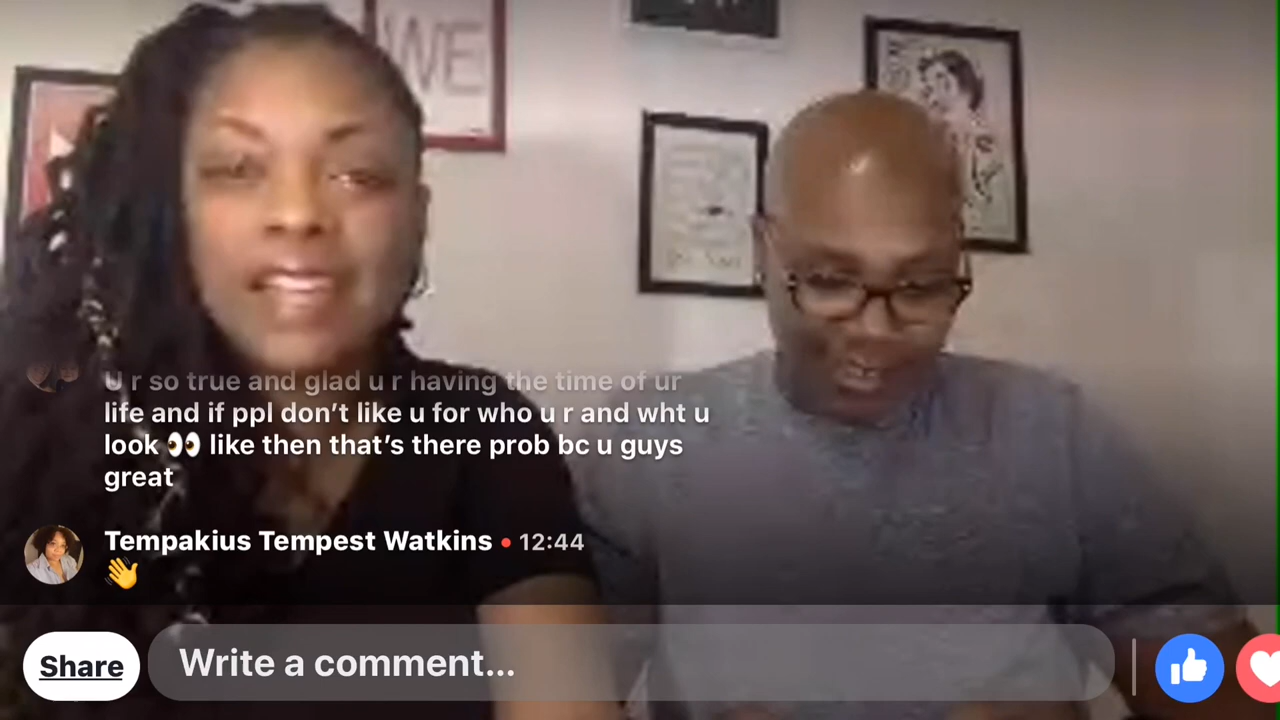 WE
U r so true and glad u r having the time of ur
life and if ppl don’t like u for who u r and wht u
look 👀 like then that’s there prob bc u guys
great
Tempakius Tempest Watkins • 12:44
👋
Share
Write a comment...